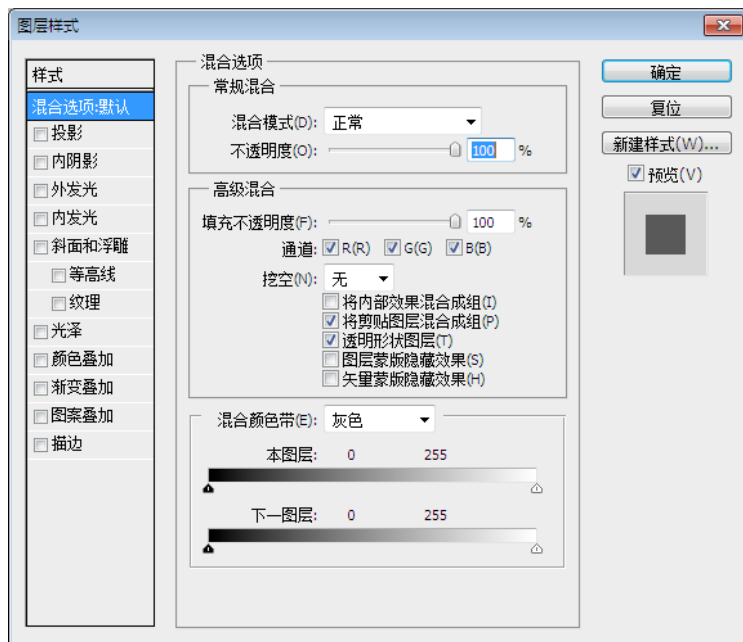 图层样式
样式
混合选项:默认
投影
内阴影
外发光
内发光
斜面和浮雕
等高线
纹理
光泽
颜色叠加
渐变叠加
图案叠加
描边
混合选项
常规混合
混合模式(D): 正常
不透明度(O): 100 %
高级混合
填充不透明度(F): 100 %
通道: R(R) G(G) B(B)
挖空(N): 无
将内部效果混合成组(I)
将剪贴图层混合成组(P)
透明形状图层(T)
图层蒙版隐藏效果(S)
矢量蒙版隐藏效果(H)
混合颜色带(E): 灰色
本图层: 0 255
下一图层: 0 255
确定
复位
新建样式(W)...
预览(V)